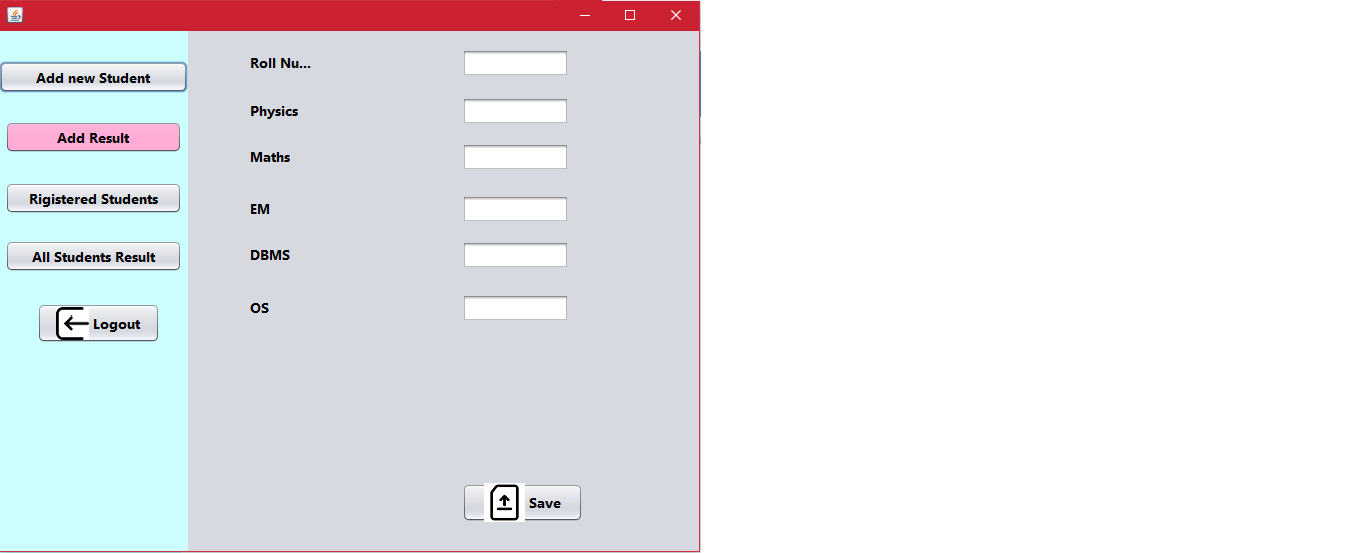 Add new Student
Add Result
Rigistered Students
All Students Result
Logout
Roll Nu...
Physics
Maths
EM
DBMS
OS
Save